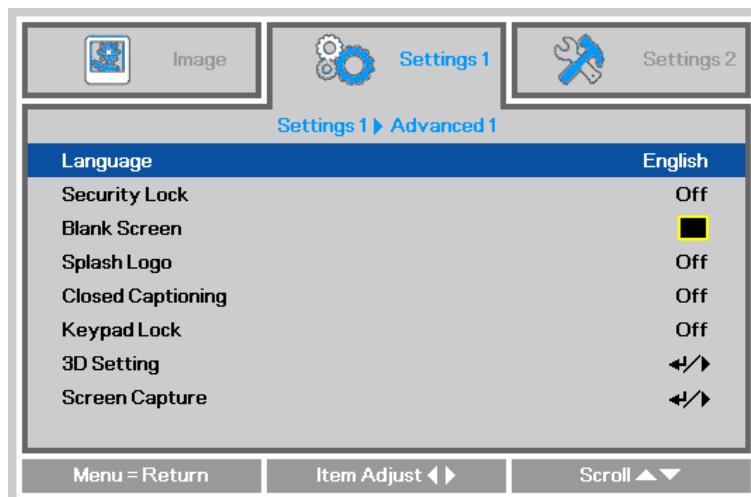 Image Settings 1 Settings 2
Settings 1 ▶ Advanced 1
Language English
Security Lock Off
Blank Screen
Splash Logo Off
Closed Captioning Off
Keypad Lock Off
3D Setting ↵/▶
Screen Capture ↵/▶
Menu = Return Item Adjust ◀ ▶ Scroll ▲▼